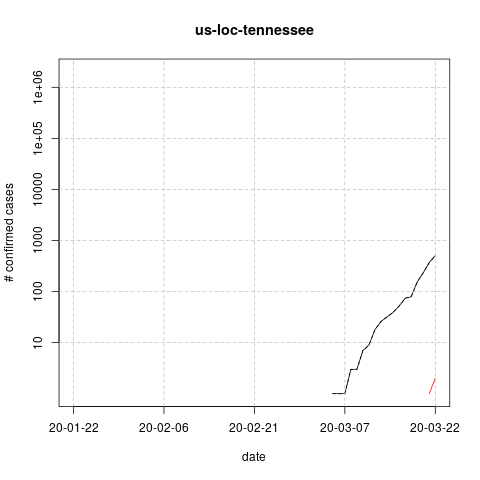 us-loc-tennessee
# confirmed cases
1e+06
1e+05
10000
1000
100
10
20-01-22
20-02-06
20-02-21
20-03-07
20-03-22
date